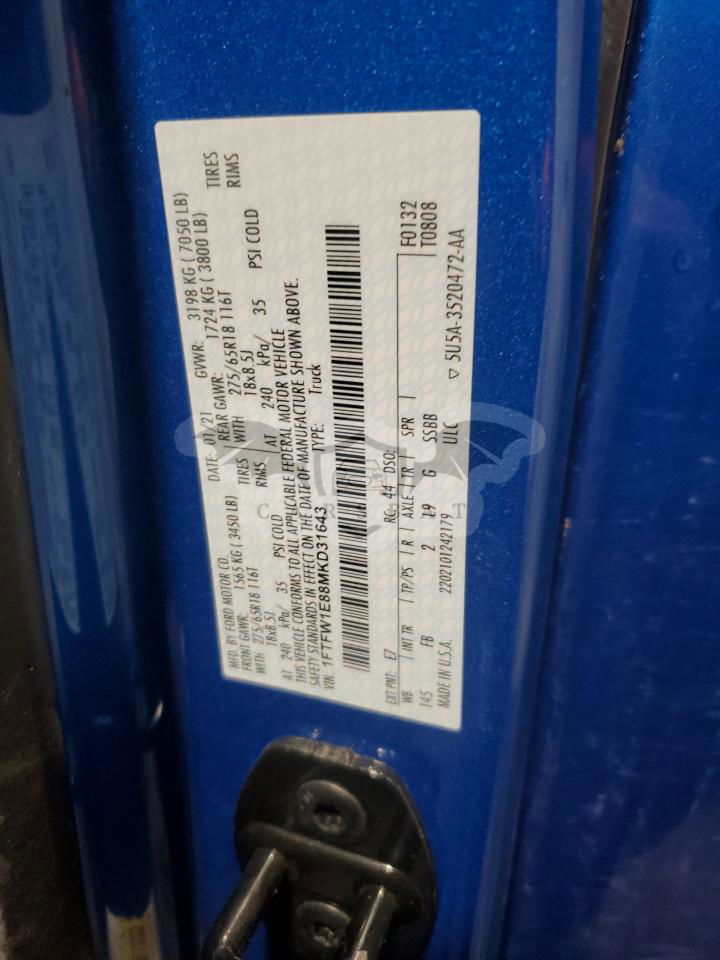 MFD. BY FORD MOTOR CO. DATE: 01/21 GVWR: 3198 KG ( 7050 LB)
FRONT GAWR: 1565 KG ( 3450 LB) REAR GAWR: 1724 KG ( 3800 LB)
WITH 275/65R18 116T TIRES WITH 275/65R18 116T TIRES
18x8.5J RIMS 18x8.5J RIMS
AT 240 kPa/ 35 PSI COLD AT 240 kPa/ 35 PSI COLD
THIS VEHICLE CONFORMS TO ALL APPLICABLE FEDERAL MOTOR VEHICLE
SAFETY STANDARDS IN EFFECT ON THE DATE OF MANUFACTURE SHOWN ABOVE.
VIN: 1FTFW1E88MKD31643 TYPE: Truck
EXT PNT: E7 RC: 44 DSO: F0132
WB INT TR TP/PS R AXLE TR SPR T0808
145 FB 2 L9 G SSBB
MADE IN U.S.A. 2202101242179 ULC ▽ 5U5A-3520472-AA